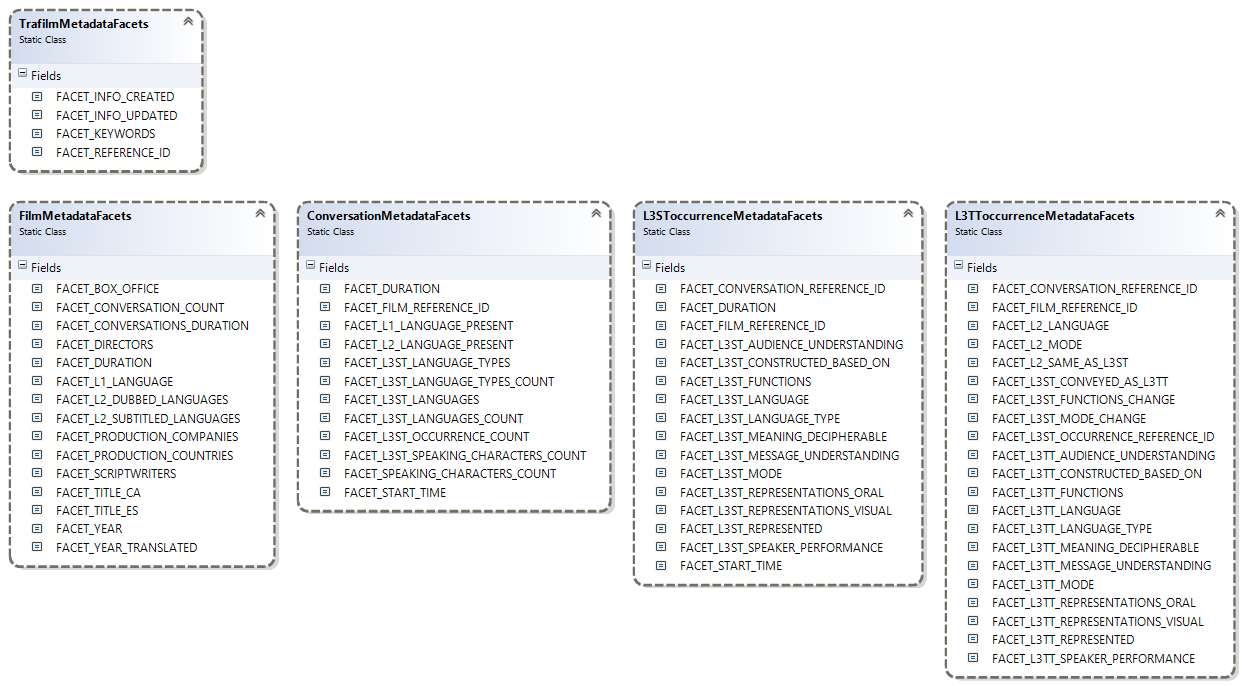 TrafilmMetadataFacets
Static Class
Fields
FACET_INFO_CREATED
FACET_INFO_UPDATED
FACET_KEYWORDS
FACET_REFERENCE_ID
FilmMetadataFacets
Static Class
Fields
FACET_BOX_OFFICE
FACET_CONVERSATION_COUNT
FACET_CONVERSATIONS_DURATION
FACET_DIRECTORS
FACET_DURATION
FACET_L1_LANGUAGE
FACET_L2_DUBBED_LANGUAGES
FACET_L2_SUBTITLED_LANGUAGES
FACET_PRODUCTION_COMPANIES
FACET_PRODUCTION_COUNTRIES
FACET_SCRIPTWRITERS
FACET_TITLE_CA
FACET_TITLE_ES
FACET_YEAR
FACET_YEAR_TRANSLATED
ConversationMetadataFacets
Static Class
Fields
FACET_DURATION
FACET_FILM_REFERENCE_ID
FACET_L1_LANGUAGE_PRESENT
FACET_L2_LANGUAGE_PRESENT
FACET_L3ST_LANGUAGE_TYPES
FACET_L3ST_LANGUAGE_TYPES_COUNT
FACET_L3ST_LANGUAGES
FACET_L3ST_LANGUAGES_COUNT
FACET_L3ST_OCCURRENCE_COUNT
FACET_L3ST_SPEAKING_CHARACTERS_COUNT
FACET_SPEAKING_CHARACTERS_COUNT
FACET_START_TIME
L3SToccurrenceMetadataFacets
Static Class
Fields
FACET_CONVERSATION_REFERENCE_ID
FACET_DURATION
FACET_FILM_REFERENCE_ID
FACET_L3ST_AUDIENCE_UNDERSTANDING
FACET_L3ST_CONSTRUCTED_BASED_ON
FACET_L3ST_FUNCTIONS
FACET_L3ST_LANGUAGE
FACET_L3ST_LANGUAGE_TYPE
FACET_L3ST_MEANING_DECIPHERABLE
FACET_L3ST_MESSAGE_UNDERSTANDING
FACET_L3ST_MODE
FACET_L3ST_REPRESENTATIONS_ORAL
FACET_L3ST_REPRESENTATIONS_VISUAL
FACET_L3ST_REPRESENTED
FACET_L3ST_SPEAKER_PERFORMANCE
FACET_START_TIME
L3TToccurrenceMetadataFacets
Static Class
Fields
FACET_CONVERSATION_REFERENCE_ID
FACET_FILM_REFERENCE_ID
FACET_L2_LANGUAGE
FACET_L2_MODE
FACET_L2_SAME_AS_L3ST
FACET_L3ST_CONVEYED_AS_L3TT
FACET_L3ST_FUNCTIONS_CHANGE
FACET_L3ST_MODE_CHANGE
FACET_L3ST_OCCURRENCE_REFERENCE_ID
FACET_L3TT_AUDIENCE_UNDERSTANDING
FACET_L3TT_CONSTRUCTED_BASED_ON
FACET_L3TT_FUNCTIONS
FACET_L3TT_LANGUAGE
FACET_L3TT_LANGUAGE_TYPE
FACET_L3TT_MEANING_DECIPHERABLE
FACET_L3TT_MESSAGE_UNDERSTANDING
FACET_L3TT_MODE
FACET_L3TT_REPRESENTATIONS_ORAL
FACET_L3TT_REPRESENTATIONS_VISUAL
FACET_L3TT_REPRESENTED
FACET_L3TT_SPEAKER_PERFORMANCE